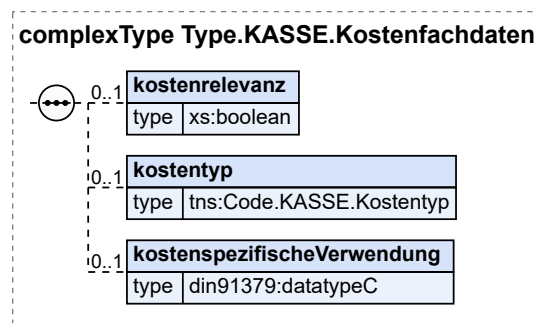 complexType Type.KASSE.Kostenfachdaten
0..1 kostenrelevanz
type xs:boolean
0..1 kostentyp
type tns:Code.KASSE.Kostentyp
0..1 kostenspezifischeVerwendung
type din91379:datatypeC